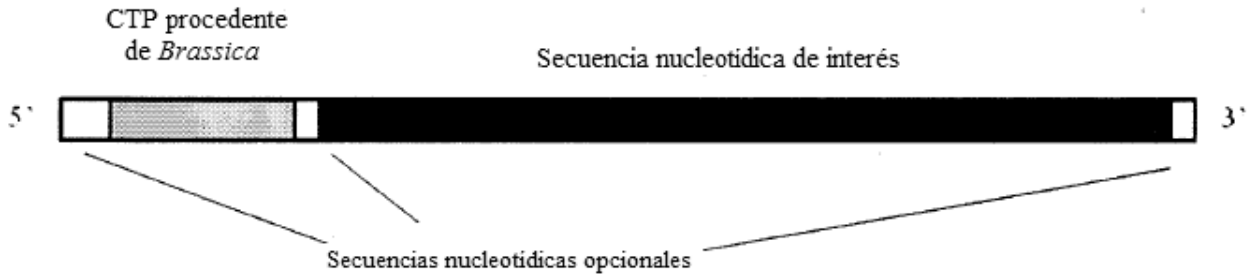 CTP procedente
de Brassica
Secuencia nucleotídica de interés
5`
3`
Secuencias nucleotídicas opcionales